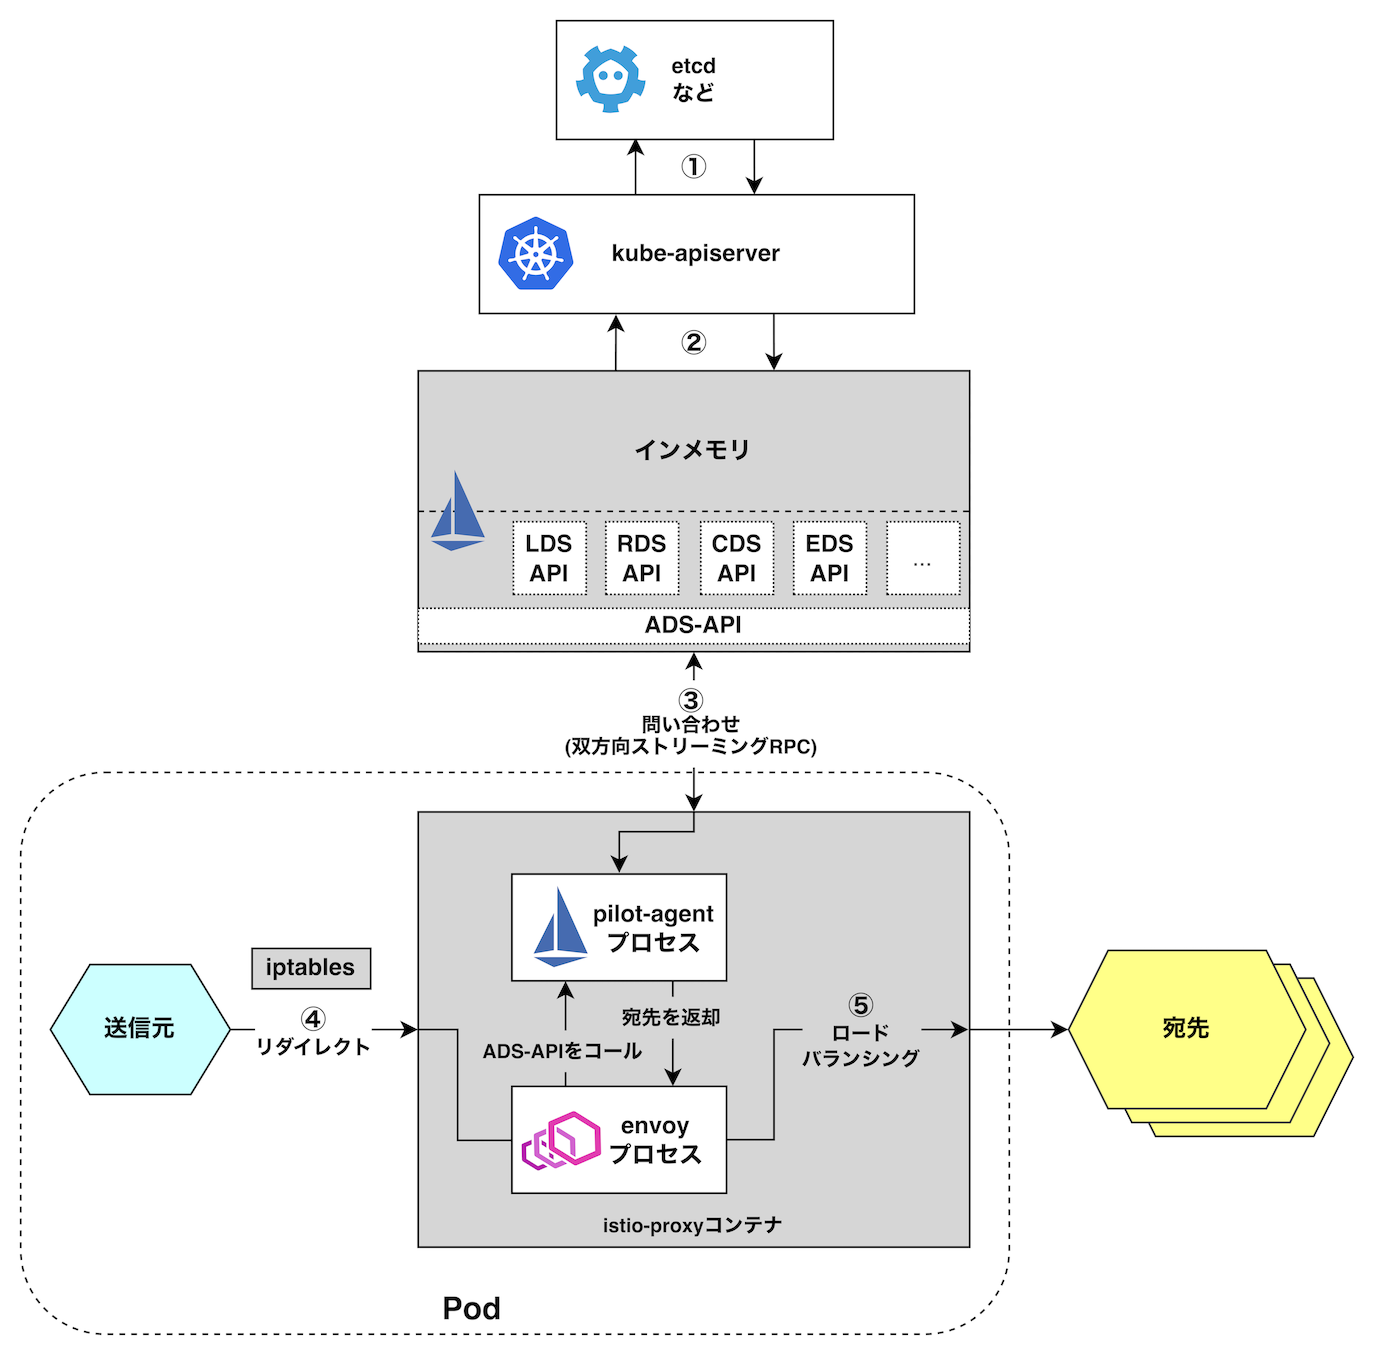 etcd
など
①
kube-apiserver
②
インメモリ
LDS
API
RDS
API
CDS
API
EDS
API
...
ADS-API
③
問い合わせ
(双方向ストリーミングRPC)
pilot-agent
プロセス
iptables
送信元
④
リダイレクト
宛先を返却
ADS-APIをコール
⑤
ロード
バランシング
宛先
envoy
プロセス
istio-proxyコンテナ
Pod